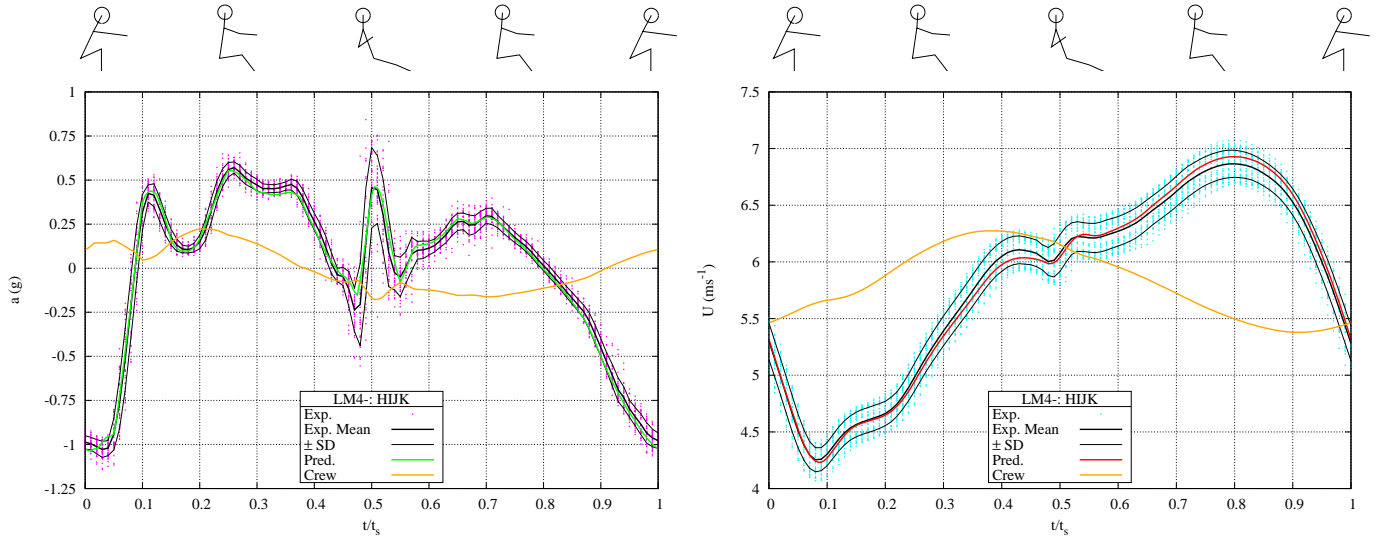 1
0.75
0.5
0.25
0
-0.25
-0.5
-0.75
-1
-1.25
a (g)
0 0.1 0.2 0.3 0.4 0.5 0.6 0.7 0.8 0.9 1
t/ts
LM4-: HIJK
Exp.
Exp. Mean
± SD
Pred.
Crew
7.5
7
6.5
6
5.5
5
4.5
4
U (ms-1)
0 0.1 0.2 0.3 0.4 0.5 0.6 0.7 0.8 0.9 1
t/ts
LM4-: HIJK
Exp.
Exp. Mean
± SD
Pred.
Crew